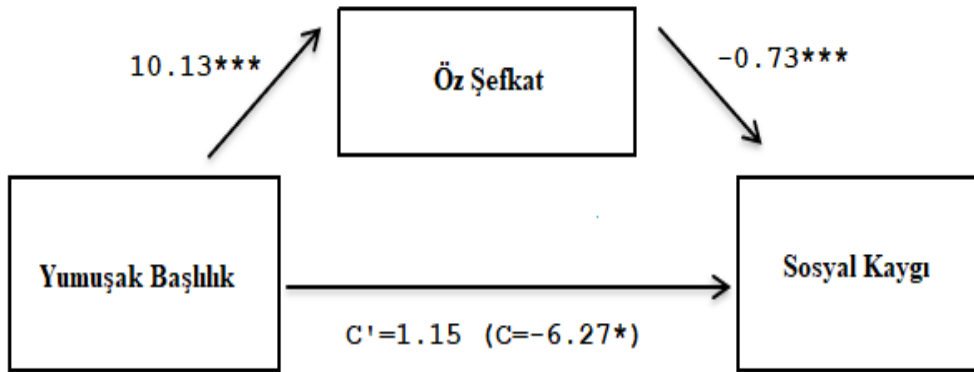 10.13***
Öz Şefkat
-0.73***
Yumuşak Başlılık
Sosyal Kaygı
C'=1.15 (C=-6.27*)